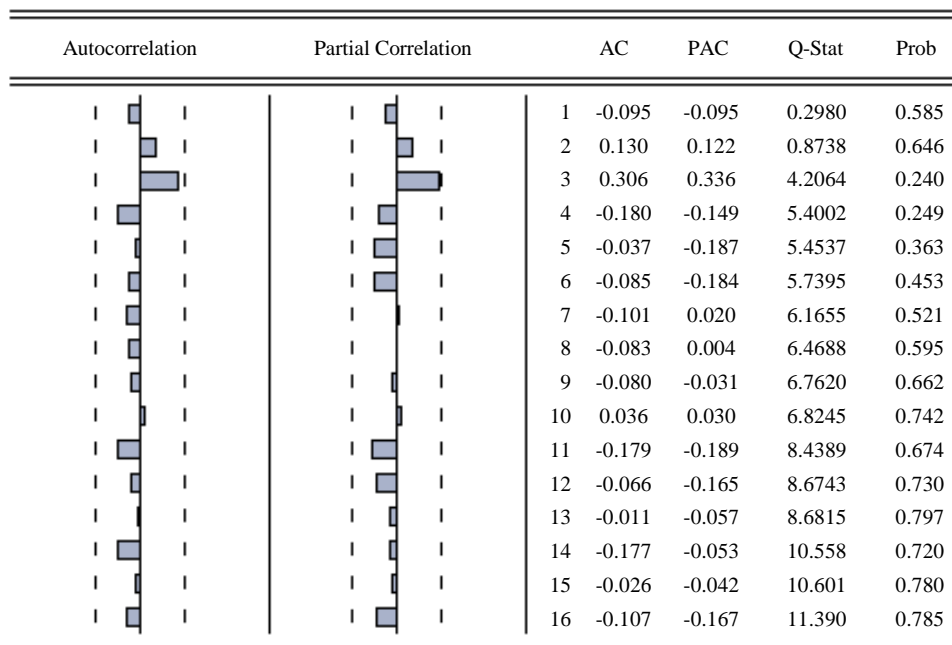 Autocorrelation Partial Correlation AC PAC Q-Stat Prob
1 -0.095 -0.095 0.2980 0.585
2 0.130 0.122 0.8738 0.646
3 0.306 0.336 4.2064 0.240
4 -0.180 -0.149 5.4002 0.249
5 -0.037 -0.187 5.4537 0.363
6 -0.085 -0.184 5.7395 0.453
7 -0.101 0.020 6.1655 0.521
8 -0.083 0.004 6.4688 0.595
9 -0.080 -0.031 6.7620 0.662
10 0.036 0.030 6.8245 0.742
11 -0.179 -0.189 8.4389 0.674
12 -0.066 -0.165 8.6743 0.730
13 -0.011 -0.057 8.6815 0.797
14 -0.177 -0.053 10.558 0.720
15 -0.026 -0.042 10.601 0.780
16 -0.107 -0.167 11.390 0.785